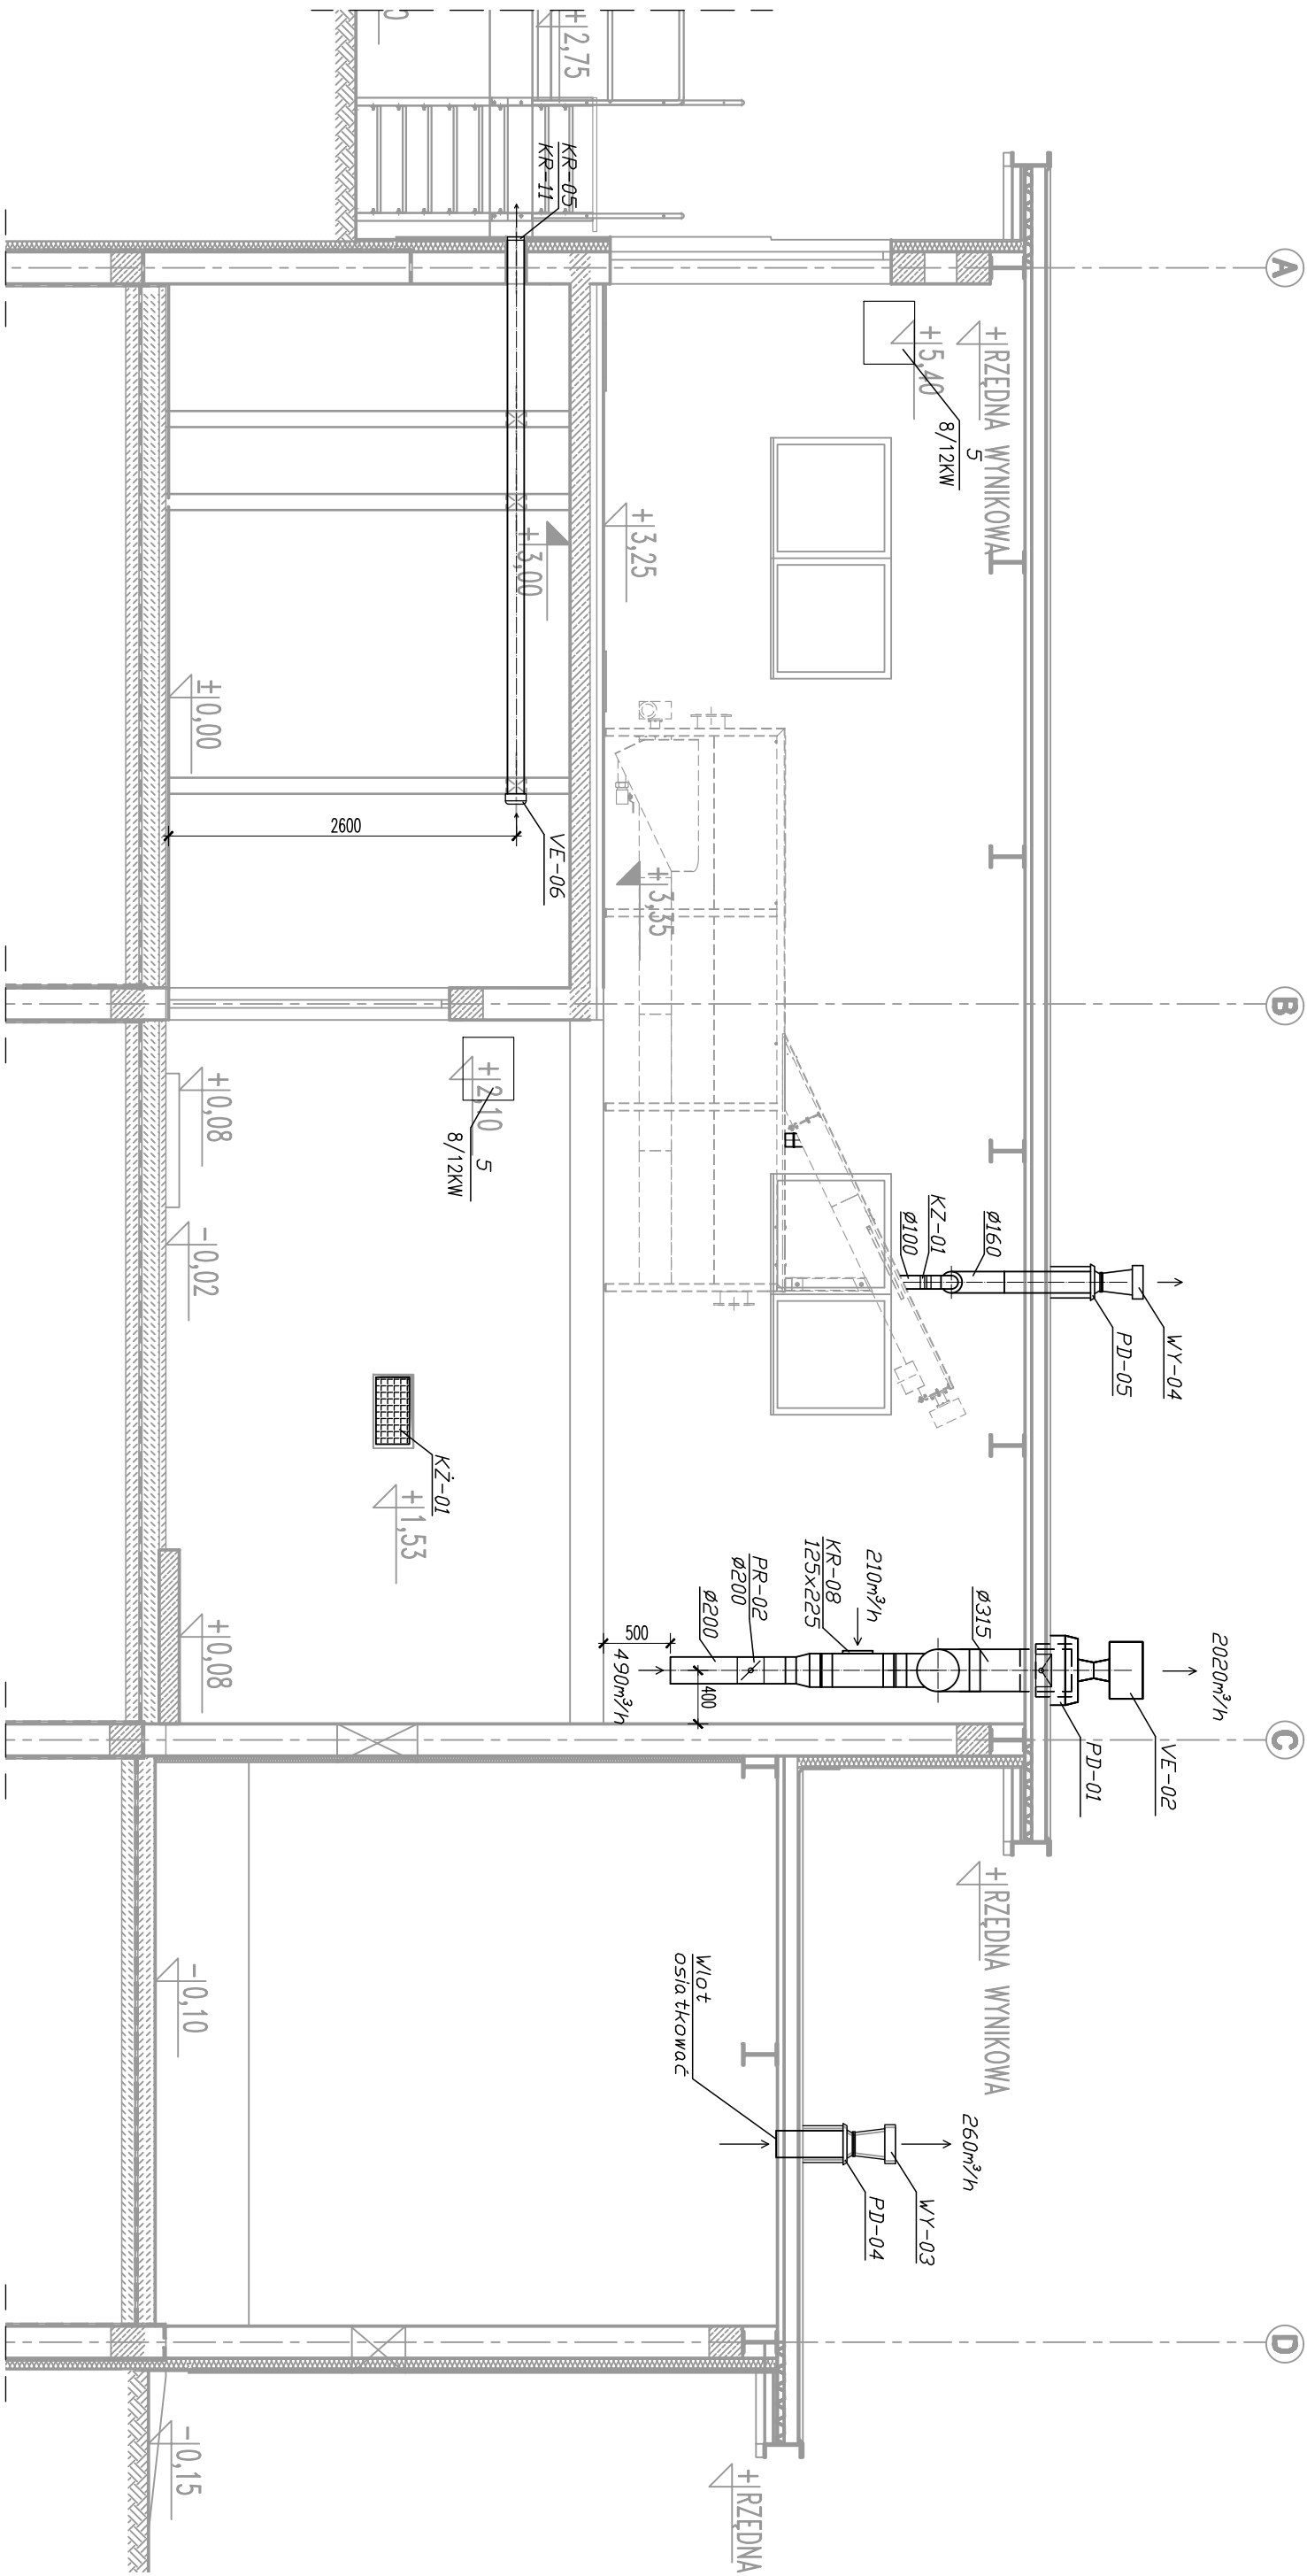 A
B
C
D
2020m³/h
VE-02
PD-01
WY-04
PD-05
Ø160
KZ-01
Ø100
Ø315
210m³/h
KR-08
125x225
PR-02
Ø200
Ø200
500
400
490m³/h
+RZĘDNA WYNIKOWA
+5,40
5
8/12KW
+RZĘDNA WYNIKOWA
260m³/h
WY-03
PD-04
Wlot
osiatkować
+RZĘDNA
+2,75
KR-05
KR-11
+3,25
+3,00
+3,35
VE-06
2600
±0,00
+2,10
5
8/12KW
KŻ-01
+1,53
+0,08
-0,02
+0,08
-0,10
-0,15